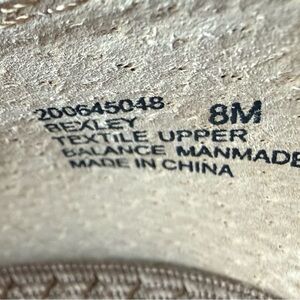 200645048 8M
BEXLEY
TEXTILE UPPER
BALANCE MANMADE
MADE IN CHINA